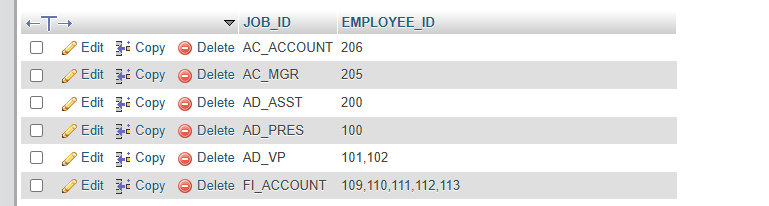 JOB_ID EMPLOYEE_ID
Edit Copy Delete AC_ACCOUNT 206
Edit Copy Delete AC_MGR 205
Edit Copy Delete AD_ASST 200
Edit Copy Delete AD_PRES 100
Edit Copy Delete AD_VP 101,102
Edit Copy Delete FI_ACCOUNT 109,110,111,112,113